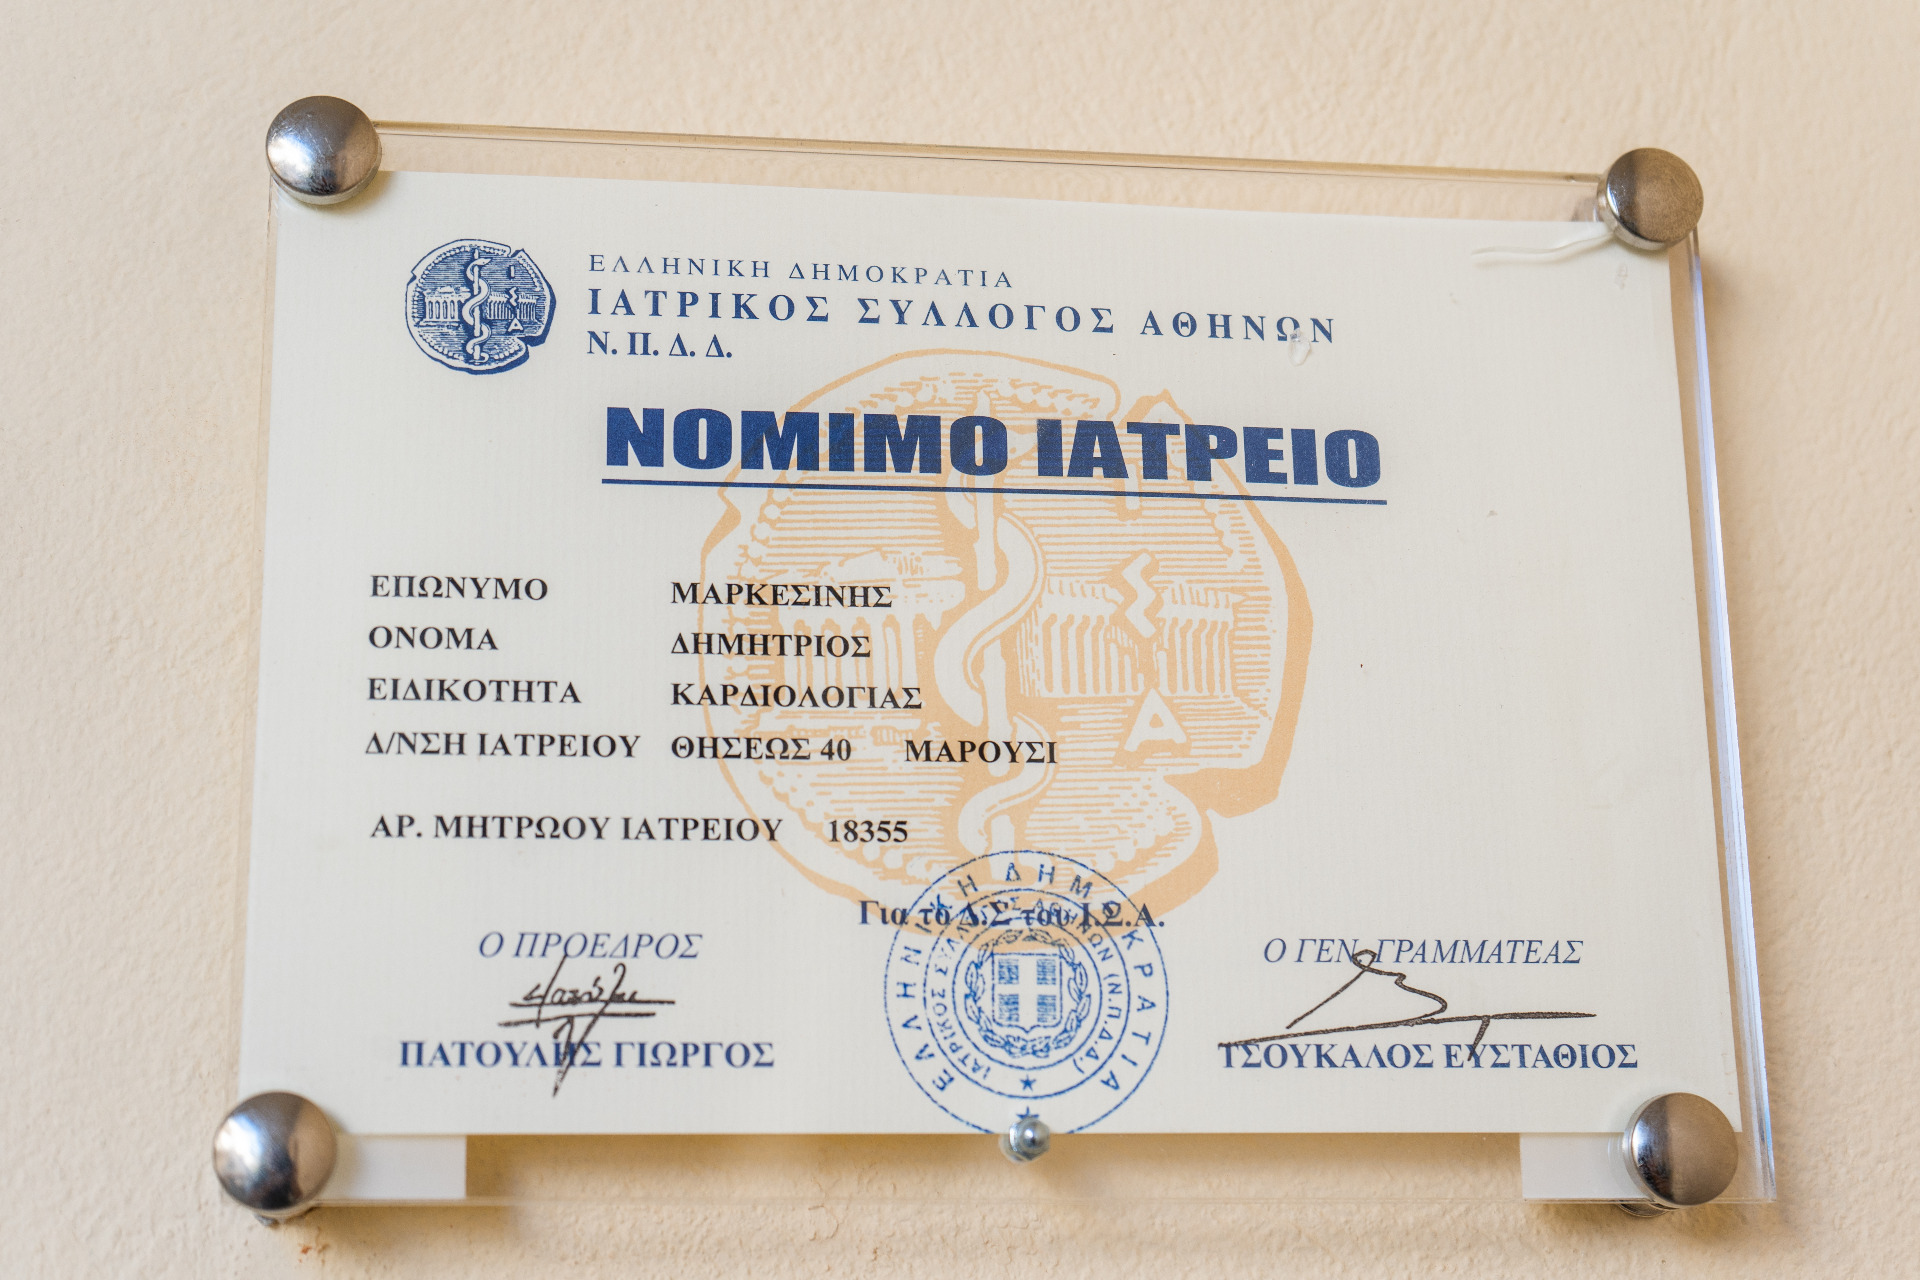 ΕΛΛΗΝΙΚΗ ΔΗΜΟΚΡΑΤΙΑ
ΙΑΤΡΙΚΟΣ ΣΥΛΛΟΓΟΣ ΑΘΗΝΩΝ
Ν. Π. Δ. Δ.
ΝΟΜΙΜΟ ΙΑΤΡΕΙΟ
ΕΠΩΝΥΜΟ ΜΑΡΚΕΣΙΝΗΣ
ΟΝΟΜΑ ΔΗΜΗΤΡΙΟΣ
ΕΙΔΙΚΟΤΗΤΑ ΚΑΡΔΙΟΛΟΓΙΑΣ
Δ/ΝΣΗ ΙΑΤΡΕΙΟΥ ΘΗΣΕΩΣ 40 ΜΑΡΟΥΣΙ
ΑΡ. ΜΗΤΡΩΟΥ ΙΑΤΡΕΙΟΥ 18355
Για το Δ.Σ του Ι.Σ.Α.
Ο ΠΡΟΕΔΡΟΣ
Ο ΓΕΝ. ΓΡΑΜΜΑΤΕΑΣ
ΠΑΤΟΥΛΗΣ ΓΙΩΡΓΟΣ
ΤΣΟΥΚΑΛΟΣ ΕΥΣΤΑΘΙΟΣ
ΕΛΛΗΝΙΚΗ ΔΗΜΟΚΡΑΤΙΑ
ΙΑΤΡΙΚΟΣ ΣΥΛΛΟΓΟΣ ΑΘΗΝΩΝ (Ν.Π.Δ.Δ.)